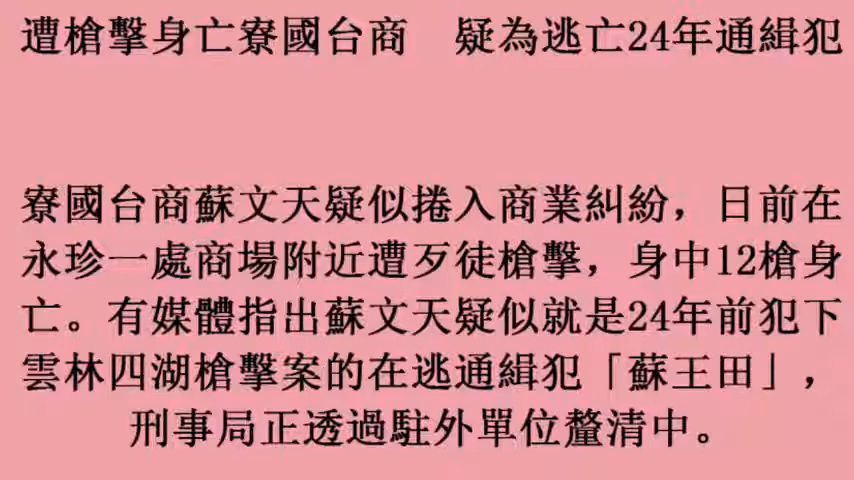 遭槍擊身亡寮國台商　疑為逃亡24年通緝犯
寮國台商蘇文天疑似捲入商業糾紛，日前在
永珍一處商場附近遭歹徒槍擊，身中12槍身
亡。有媒體指出蘇文天疑似就是24年前犯下
雲林四湖槍擊案的在逃通緝犯「蘇王田」，
刑事局正透過駐外單位釐清中。